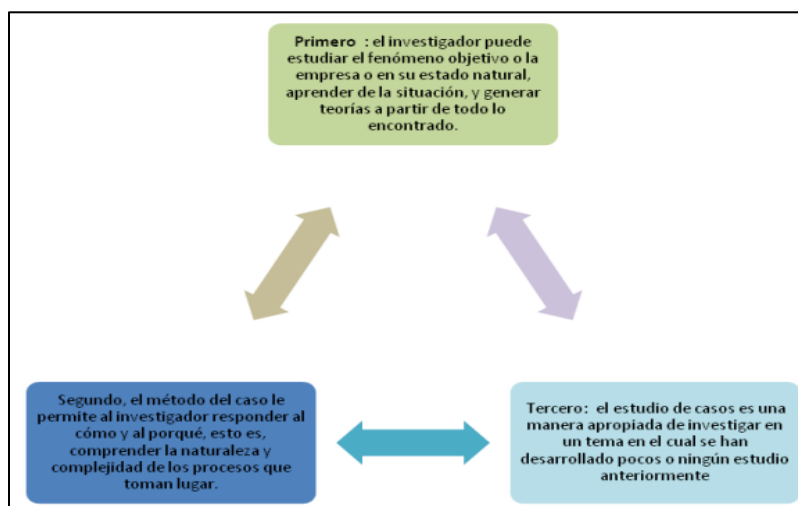 Primero : el investigador puede
estudiar el fenómeno objetivo o la
empresa o en su estado natural,
aprender de la situación, y generar
teorías a partir de todo lo
encontrado.
Segundo, el método del caso le
permite al investigador responder al
cómo y al porqué, esto es,
comprender la naturaleza y
complejidad de los procesos que
toman lugar.
Tercero: el estudio de casos es una
manera apropiada de investigar en
un tema en el cual se han
desarrollado pocos o ningún estudio
anteriormente